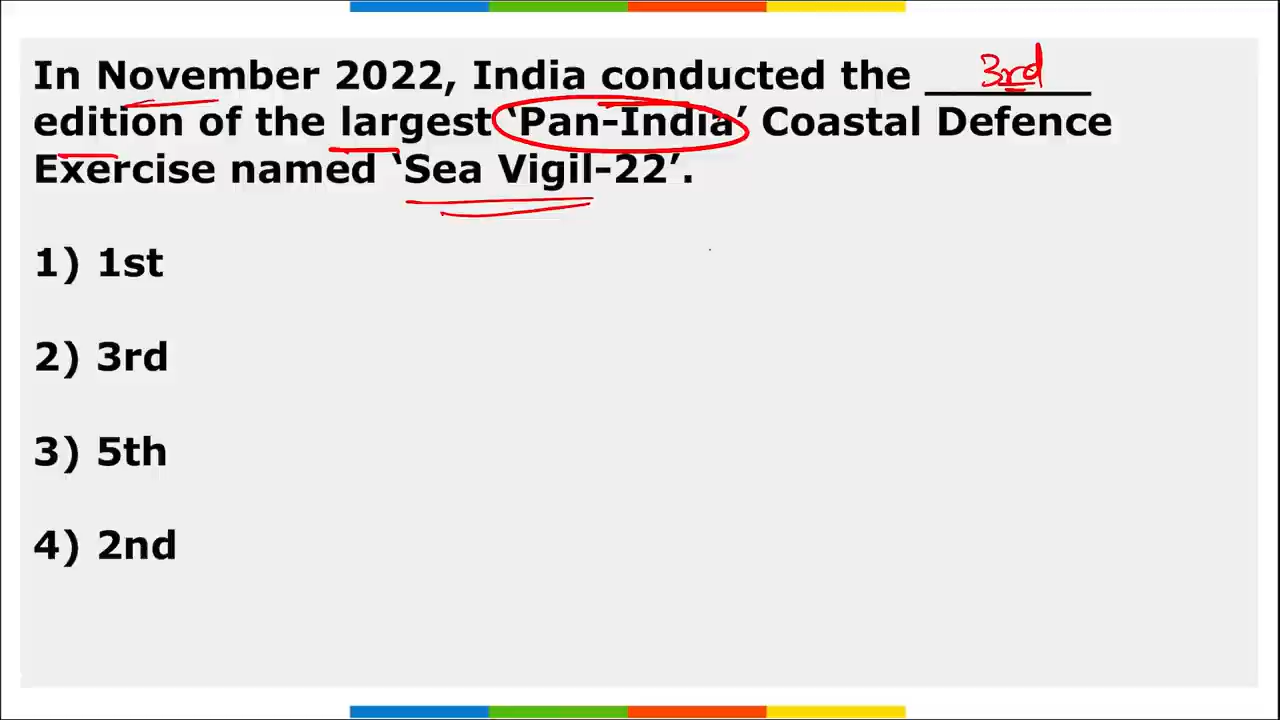 In November 2022, India conducted the 3rd
edition of the largest ‘Pan-India’ Coastal Defence
Exercise named ‘Sea Vigil-22’.
1) 1st
2) 3rd
3) 5th
4) 2nd